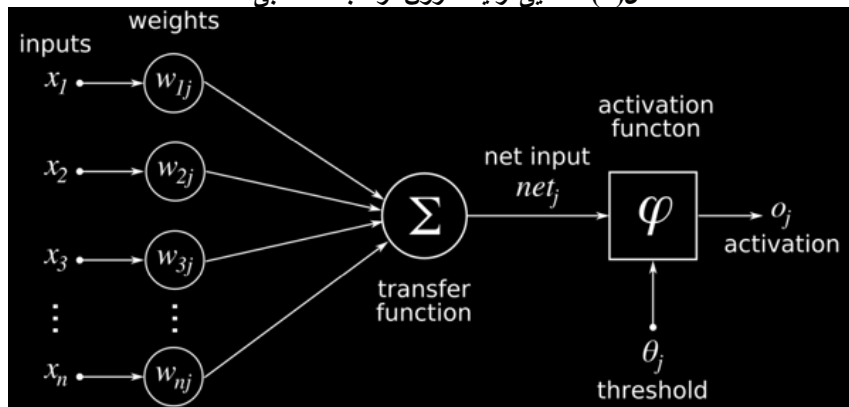 weights
inputs
x1 w1j
activation
functon
net input
x2 w2j
netj
Σ φ oj
activation
x3 w3j
transfer
function
θj
xn wnj
threshold